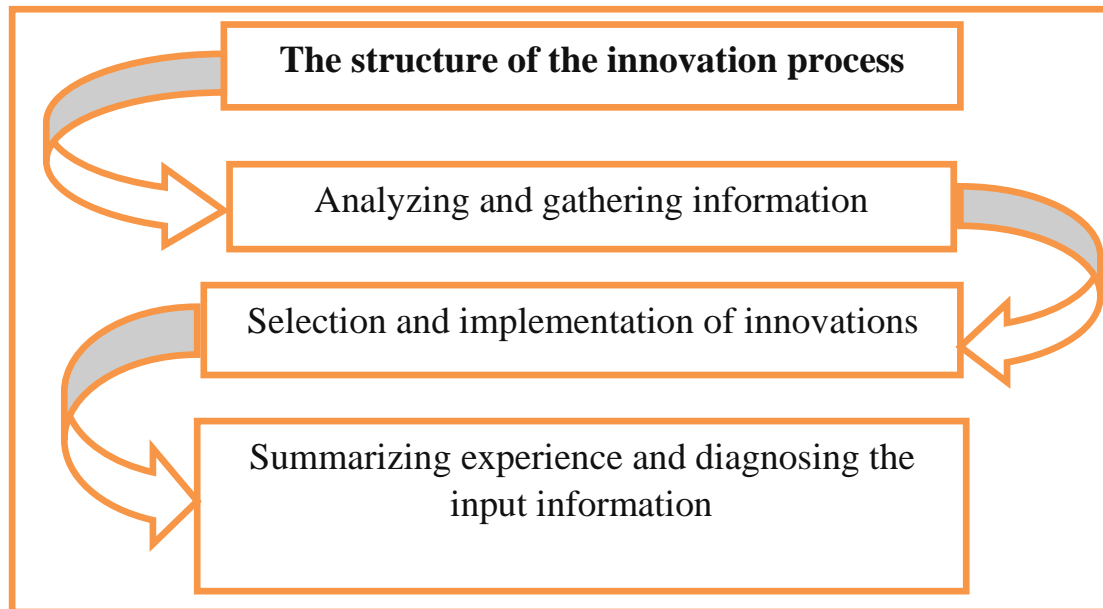 The structure of the innovation process
Analyzing and gathering information
Selection and implementation of innovations
Summarizing experience and diagnosing the
input information